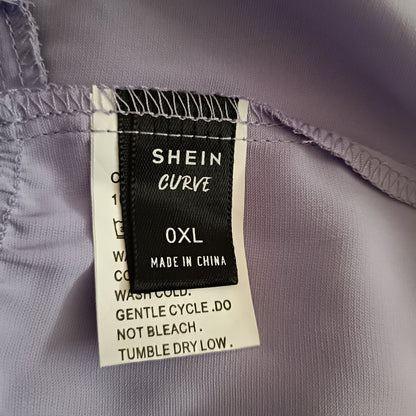 SHEIN
CURVE
0XL
MADE IN CHINA
WASH COLD.
GENTLE CYCLE .DO
NOT BLEACH .
TUMBLE DRY LOW .